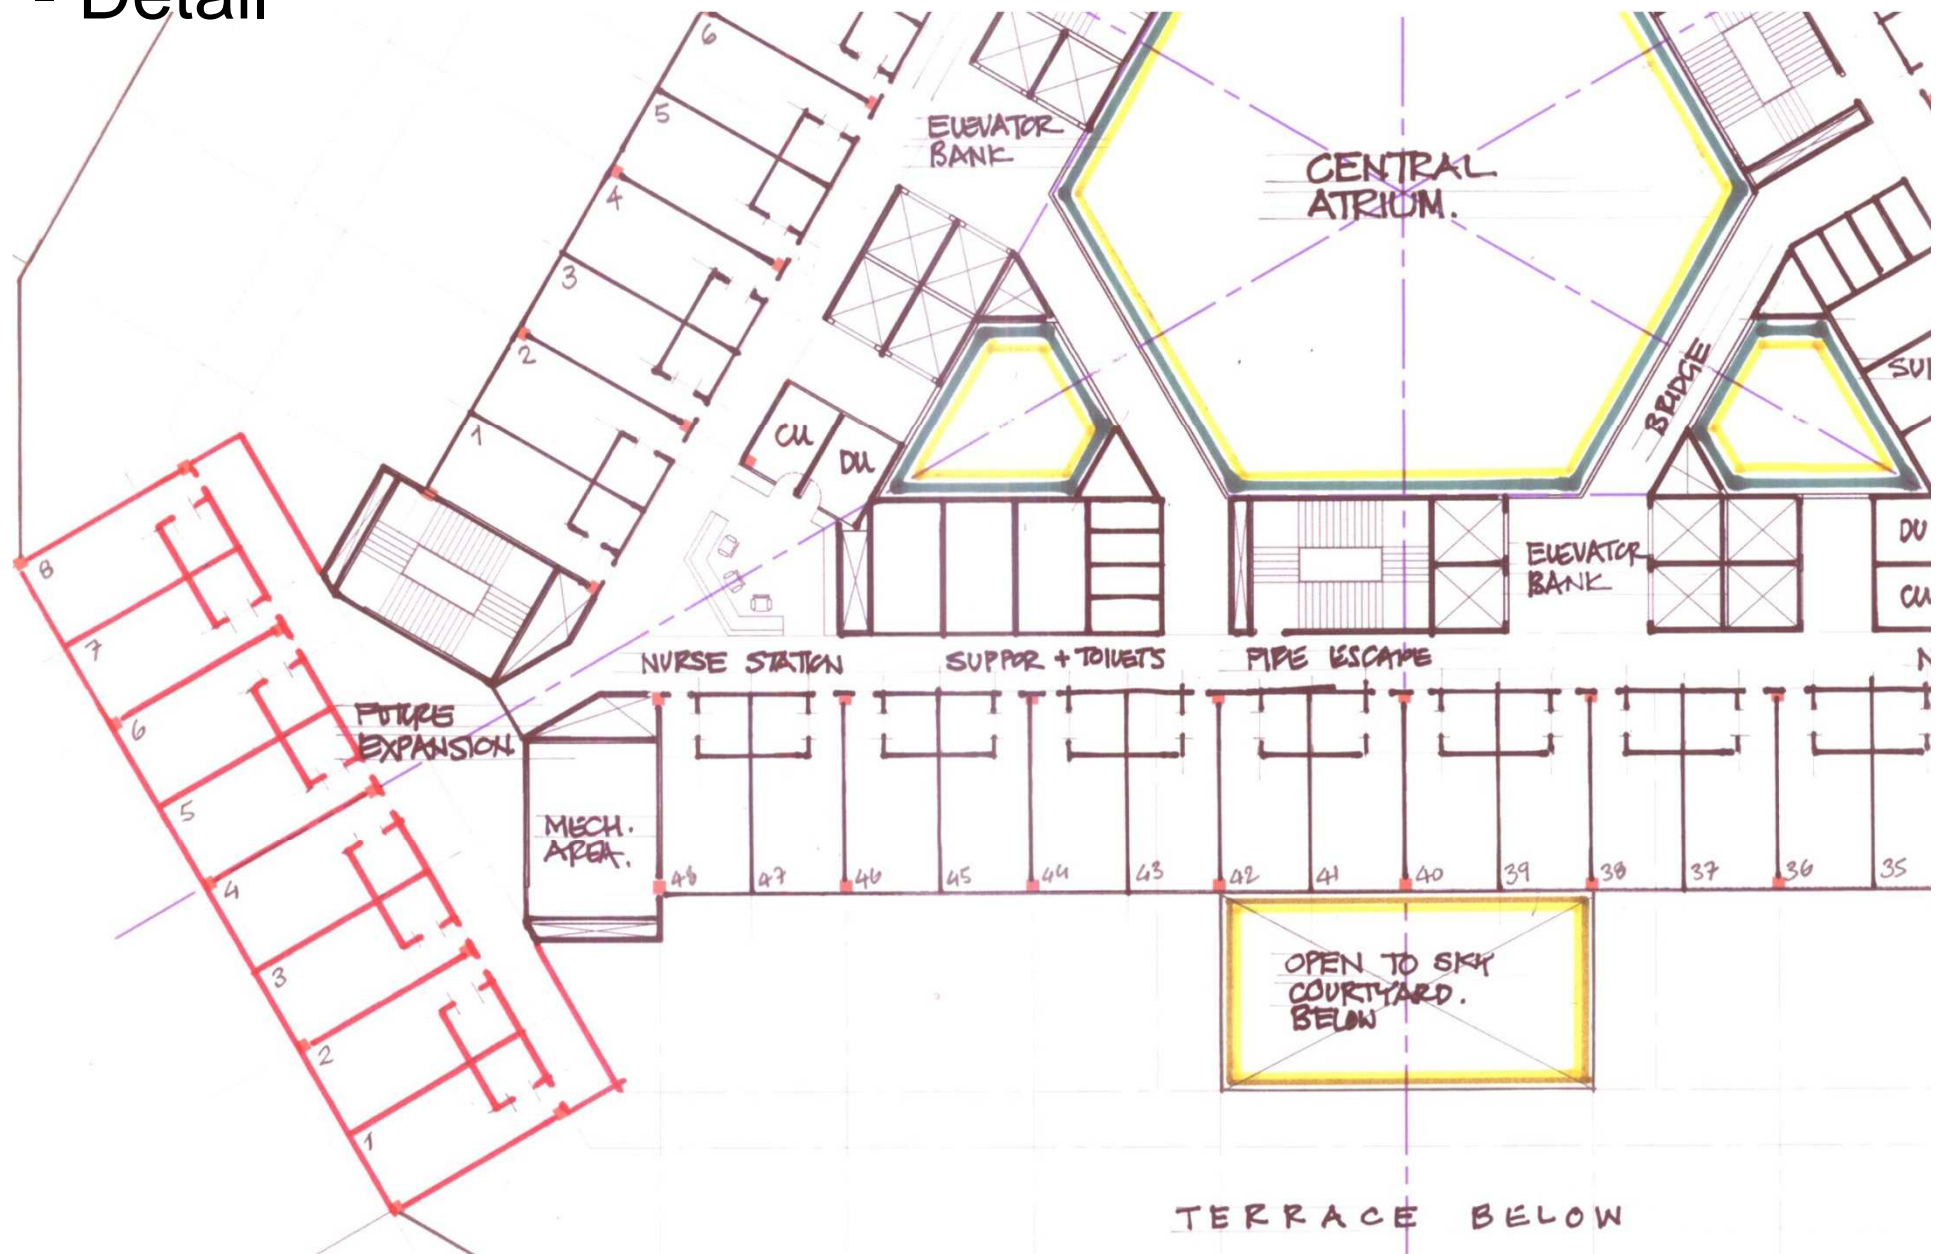 Detail
6
5
4
3
2
1
ELEVATOR
BANK
CENTRAL
ATRIUM.
BRIDGE
CU
DU
DU
CU
ELEVATOR
BANK
NURSE STATION
SUPPOR + TOILETS
FIRE ESCAPE
8
7
6
5
4
3
2
1
FUTURE
EXPANSION
MECH.
AREA.
48
47
46
45
44
43
42
41
40
39
38
37
36
35
OPEN TO SKY
COURTYARD.
BELOW
TERRACE BELOW